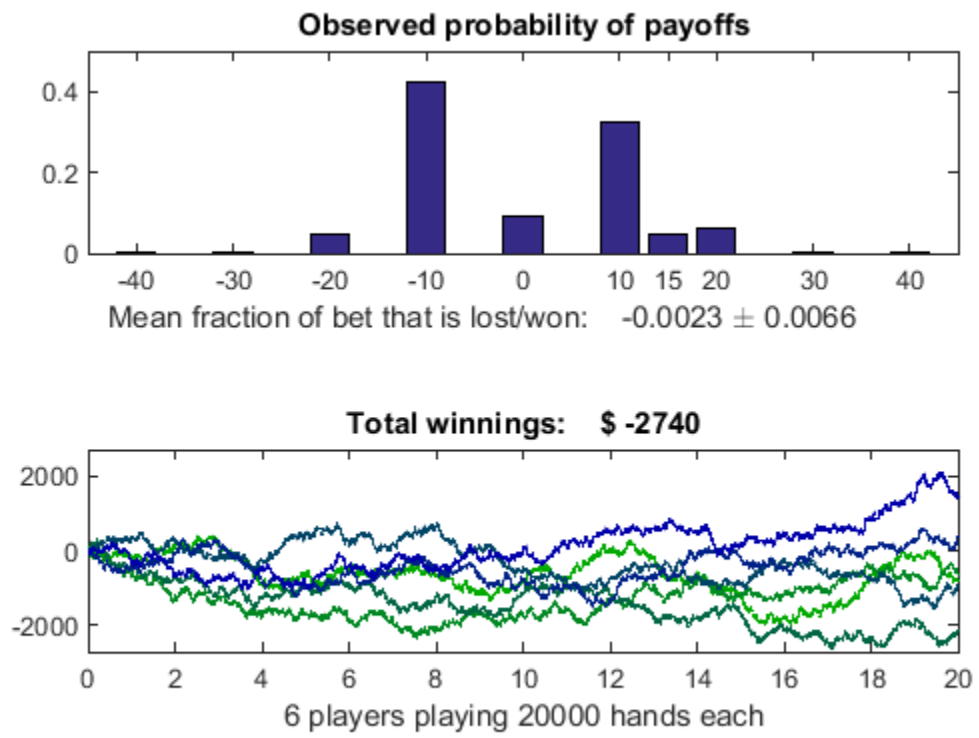 Observed probability of payoffs
0.4
0.2
0
-40 -30 -20 -10 0 10 15 20 30 40
Mean fraction of bet that is lost/won: -0.0023 ± 0.0066
Total winnings: $ -2740
2000
0
-2000
0 2 4 6 8 10 12 14 16 18 20
6 players playing 20000 hands each